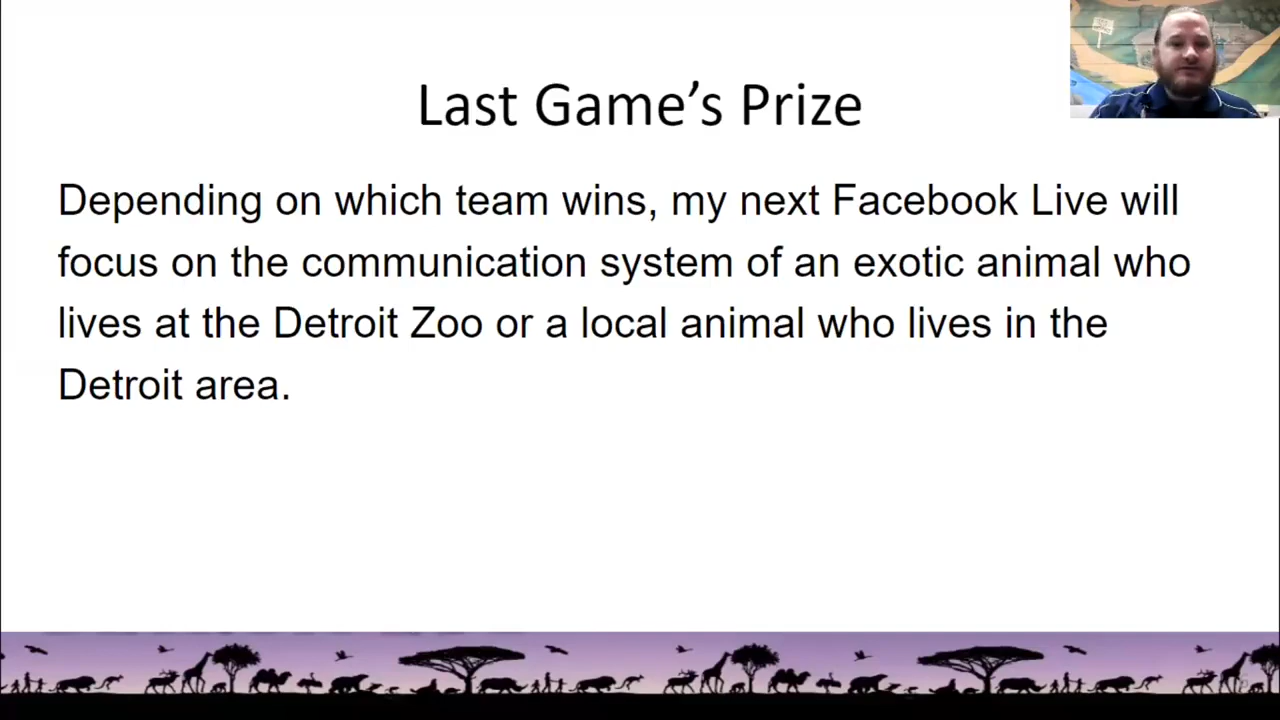 Last Game’s Prize
Depending on which team wins, my next Facebook Live will
focus on the communication system of an exotic animal who
lives at the Detroit Zoo or a local animal who lives in the
Detroit area.